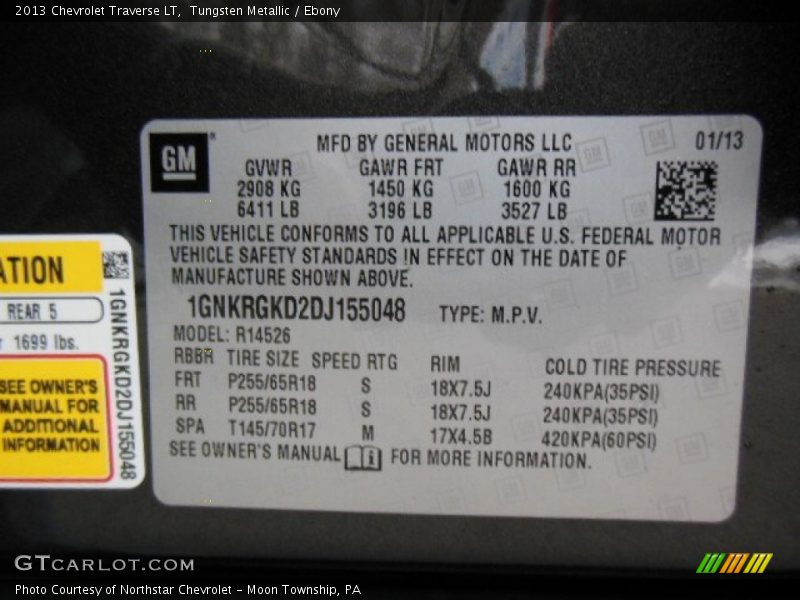 2013 Chevrolet Traverse LT,  Tungsten Metallic / Ebony
GM
MFD BY GENERAL MOTORS LLC 01/13
GVWR GAWR FRT GAWR RR
2908 KG 1450 KG 1600 KG
6411 LB 3196 LB 3527 LB
THIS VEHICLE CONFORMS TO ALL APPLICABLE U.S. FEDERAL MOTOR
VEHICLE SAFETY STANDARDS IN EFFECT ON THE DATE OF
MANUFACTURE SHOWN ABOVE.
1GNKRGKD2DJ155048 TYPE: M.P.V.
MODEL: R14526
TIRE SIZE SPEED RTG RIM COLD TIRE PRESSURE
FRT P255/65R18 S 18X7.5J 240KPA(35PSI)
RR P255/65R18 S 18X7.5J 240KPA(35PSI)
SPA T145/70R17 M 17X4.5B 420KPA(60PSI)
SEE OWNER'S MANUAL FOR MORE INFORMATION.
ATION
REAR 5
1699 lbs.
SEE OWNER'S
MANUAL FOR
ADDITIONAL
INFORMATION
1GNKRGKD2DJ155048
GTCARLOT.COM
Photo Courtesy of Northstar Chevrolet - Moon Township, PA